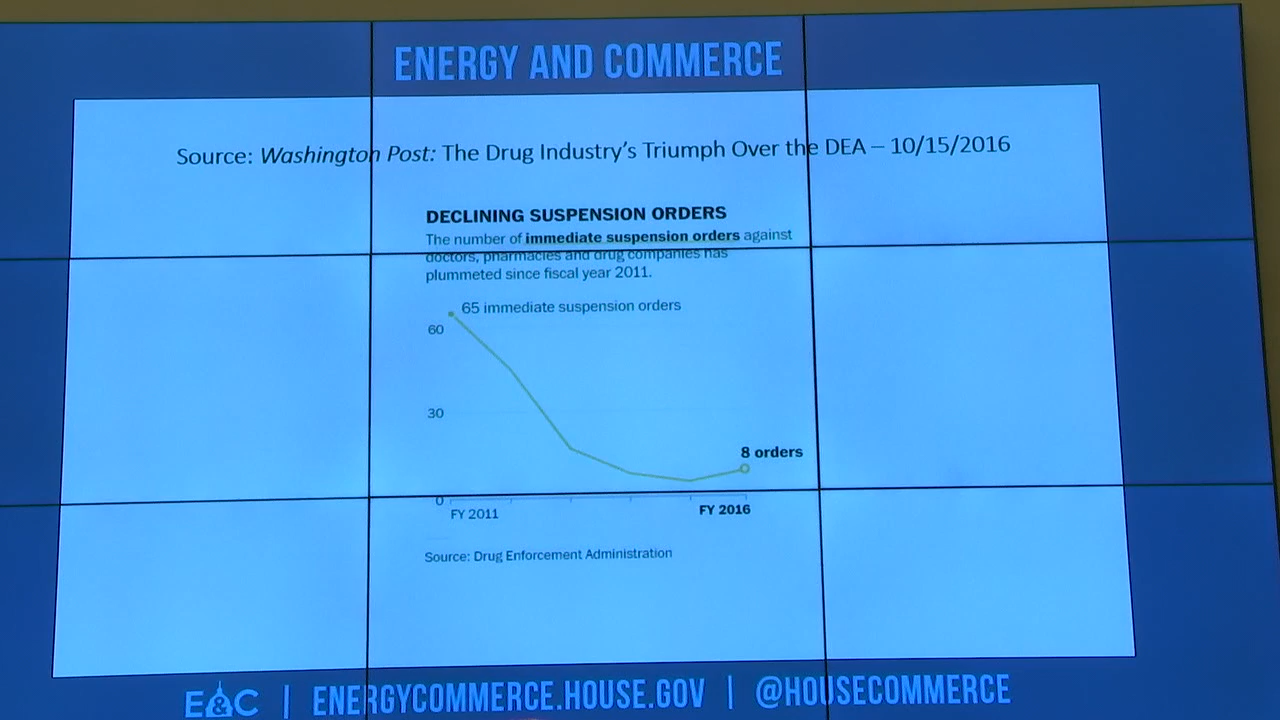 ENERGY AND COMMERCE
Source: Washington Post: The Drug Industry's Triumph Over the DEA – 10/15/2016
DECLINING SUSPENSION ORDERS
The number of immediate suspension orders against
doctors, pharmacies and drug companies has
plummeted since fiscal year 2011.
65 immediate suspension orders
60
30
8 orders
0
FY 2011
FY 2016
Source: Drug Enforcement Administration
E&C | ENERGYCOMMERCE.HOUSE.GOV | @HOUSECOMMERCE